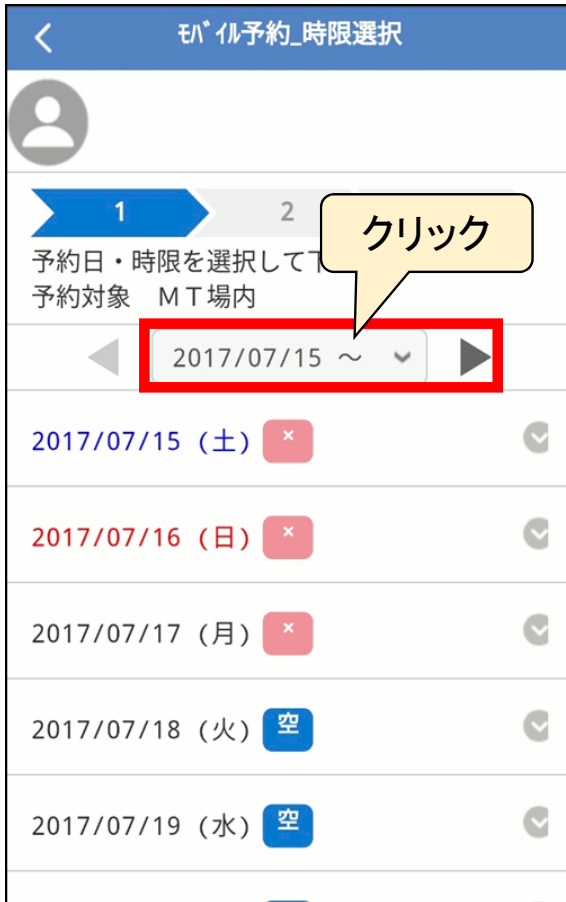 ﾓﾊﾞｲﾙ予約_時限選択
1
2
クリック
予約日・時限を選択して下
予約対象　ＭＴ場内
2017/07/15 ～
2017/07/15 (土) ×
2017/07/16 (日) ×
2017/07/17 (月) ×
2017/07/18 (火) 空
2017/07/19 (水) 空